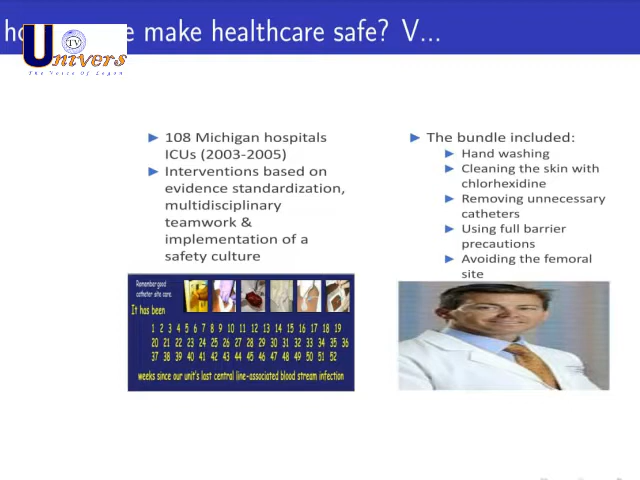 ho
e make healthcare safe? V...
Univers
TV
The Voice of Legon
► 108 Michigan hospitals
ICUs (2003-2005)
► Interventions based on
evidence standardization,
multidisciplinary
teamwork &
implementation of a
safety culture
► The bundle included:
► Hand washing
► Cleaning the skin with
chlorhexidine
► Removing unnecessary
catheters
► Using full barrier
precautions
► Avoiding the femoral
site
Remember good
catheter site care.
It has been
1 2 3 4 5 6 7 8 9 10 11 12 13 14 15 16 17 18 19
20 21 22 23 24 25 26 27 28 29 30 31 32 33 34 35 36
37 38 39 40 41 42 43 44 45 46 47 48 49 50 51 52
weeks since our unit's last central line-associated blood stream infection